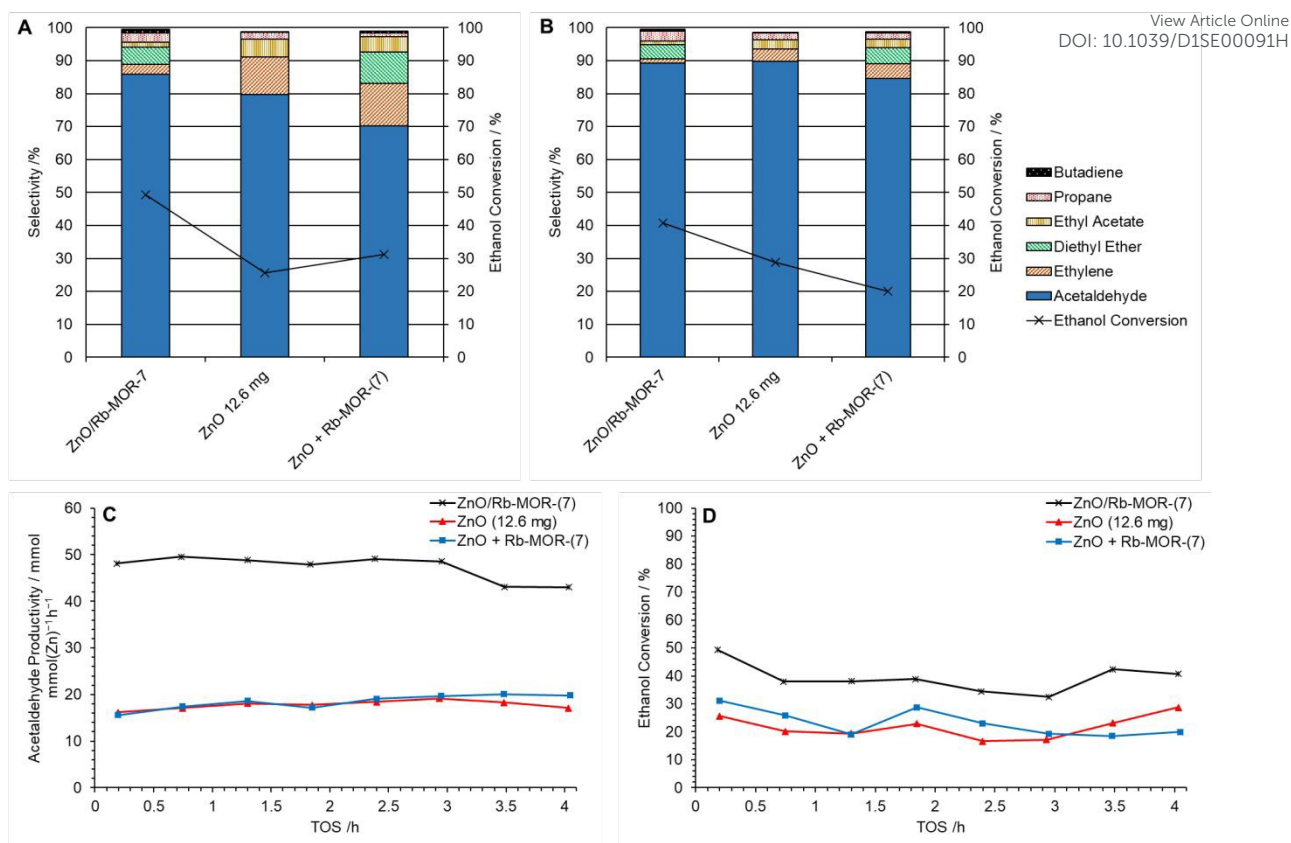 View Article Online
DOI: 10.1039/D1SE00091H
A
100
90
80
70
60
50
40
30
20
10
0
Selectivity /%
100
90
80
70
60
50
40
30
20
10
0
Ethanol Conversion / %
ZnO/Rb-MOR-7
ZnO 12.6 mg
ZnO + Rb-MOR-(7)
B
100
90
80
70
60
50
40
30
20
10
0
Selectivity /%
100
90
80
70
60
50
40
30
20
10
0
Ethanol Conversion / %
ZnO/Rb-MOR-7
ZnO 12.6 mg
ZnO + Rb-MOR-(7)
Butadiene
Propane
Ethyl Acetate
Diethyl Ether
Ethylene
Acetaldehyde
Ethanol Conversion
C
ZnO/Rb-MOR-(7)
ZnO (12.6 mg)
ZnO + Rb-MOR-(7)
60
50
40
30
20
10
0
Acetaldehyde Productivity / mmol
mmol(Zn)⁻¹h⁻¹
0 0.5 1 1.5 2 2.5 3 3.5 4
TOS /h
D
ZnO/Rb-MOR-(7)
ZnO (12.6 mg)
ZnO + Rb-MOR-(7)
100
90
80
70
60
50
40
30
20
10
0
Ethanol Conversion / %
0 0.5 1 1.5 2 2.5 3 3.5 4
TOS /h